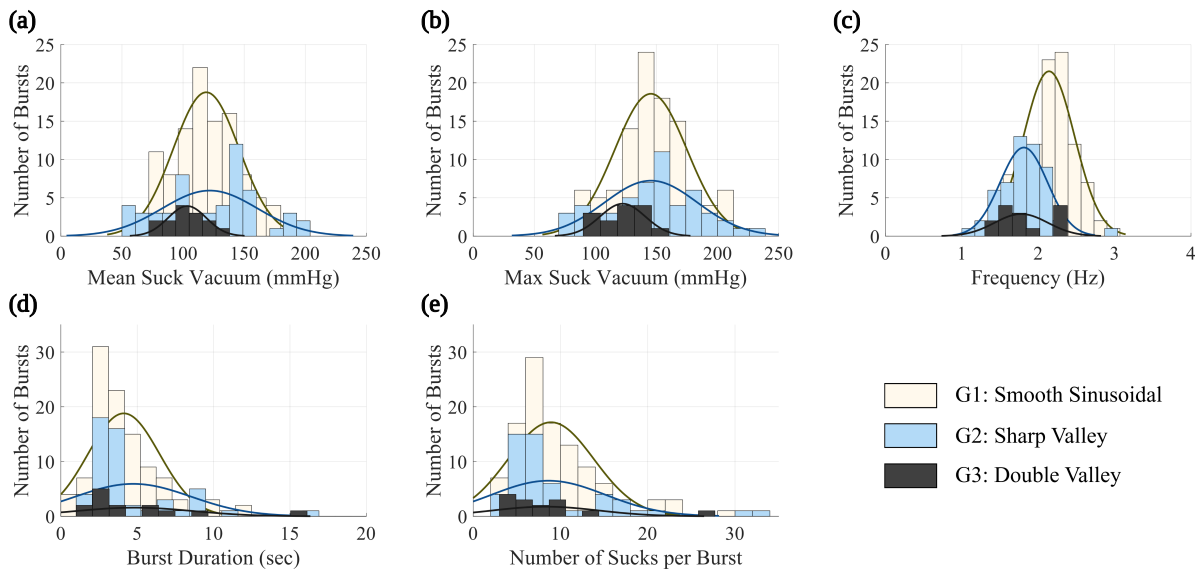 (a)
(b)
(c)
25
20
15
10
5
0
Number of Bursts
0 50 100 150 200 250
Mean Suck Vacuum (mmHg)
25
20
15
10
5
0
Number of Bursts
0 50 100 150 200 250
Max Suck Vacuum (mmHg)
25
20
15
10
5
0
Number of Bursts
0 1 2 3 4
Frequency (Hz)
(d)
(e)
30
20
10
0
Number of Bursts
0 5 10 15 20
Burst Duration (sec)
30
20
10
0
Number of Bursts
0 10 20 30
Number of Sucks per Burst
G1: Smooth Sinusoidal
G2: Sharp Valley
G3: Double Valley